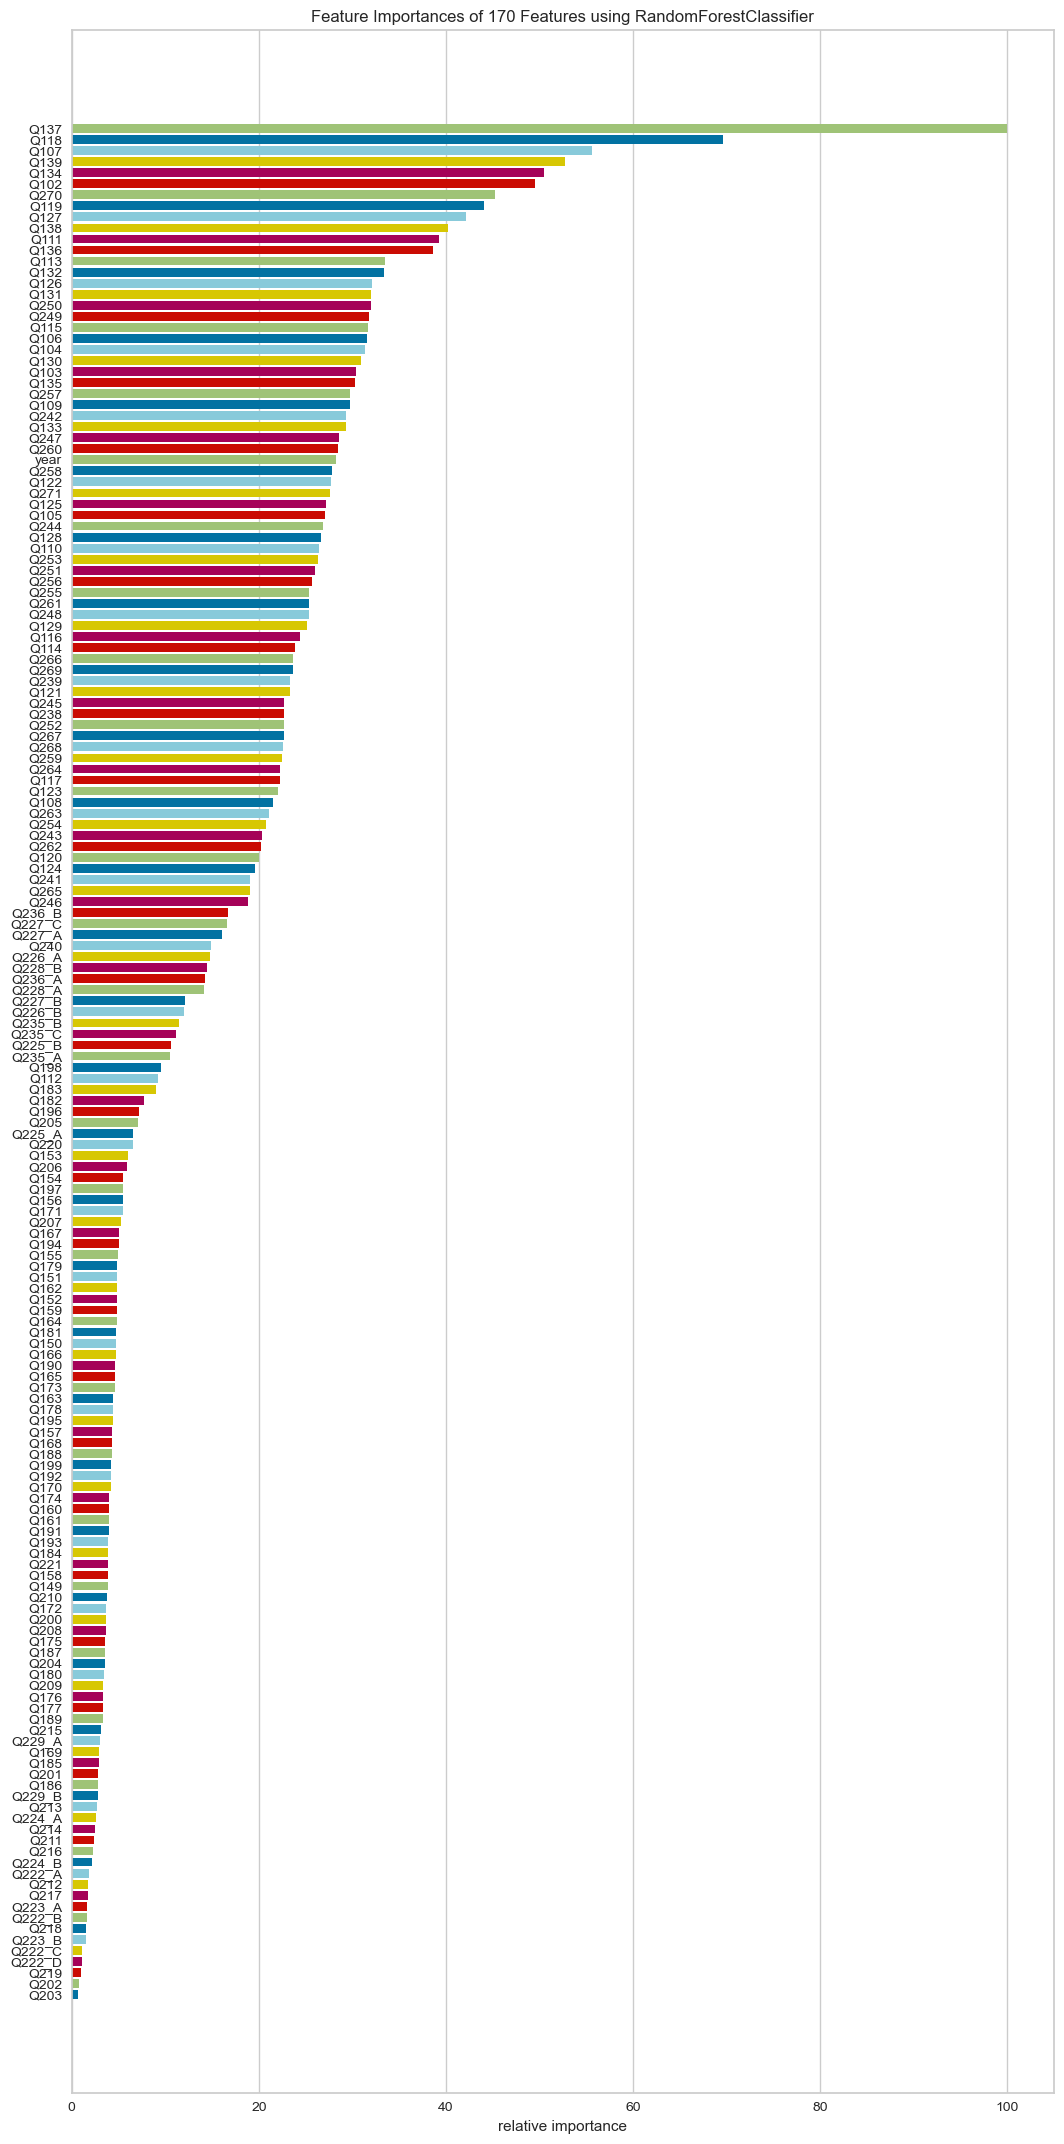 Feature Importances of 170 Features using RandomForestClassifier
Q137
Q118
Q107
Q139
Q134
Q102
Q270
Q119
Q127
Q138
Q111
Q136
Q113
Q132
Q126
Q131
Q250
Q249
Q115
Q106
Q104
Q130
Q103
Q135
Q257
Q109
Q242
Q133
Q247
Q260
year
Q258
Q122
Q271
Q125
Q105
Q244
Q128
Q110
Q253
Q251
Q256
Q255
Q261
Q248
Q129
Q116
Q114
Q266
Q269
Q239
Q121
Q245
Q238
Q252
Q267
Q268
Q259
Q264
Q117
Q123
Q108
Q263
Q254
Q243
Q262
Q120
Q124
Q241
Q265
Q246
Q236_B
Q227_C
Q227_A
Q240
Q226_A
Q228_B
Q236_A
Q228_A
Q227_B
Q226_B
Q235_B
Q235_C
Q225_B
Q235_A
Q198
Q112
Q183
Q182
Q196
Q205
Q225_A
Q220
Q153
Q206
Q154
Q197
Q156
Q171
Q207
Q167
Q194
Q155
Q179
Q151
Q162
Q152
Q159
Q164
Q181
Q150
Q166
Q190
Q165
Q173
Q163
Q178
Q195
Q157
Q168
Q188
Q199
Q192
Q170
Q174
Q160
Q161
Q191
Q193
Q184
Q221
Q158
Q149
Q210
Q172
Q200
Q208
Q175
Q187
Q204
Q180
Q209
Q176
Q177
Q189
Q215
Q229_A
Q169
Q185
Q201
Q186
Q229_B
Q213
Q224_A
Q214
Q211
Q216
Q224_B
Q222_A
Q212
Q217
Q223_A
Q222_B
Q218
Q223_B
Q222_C
Q222_D
Q219
Q202
Q203
0 20 40 60 80 100
relative importance